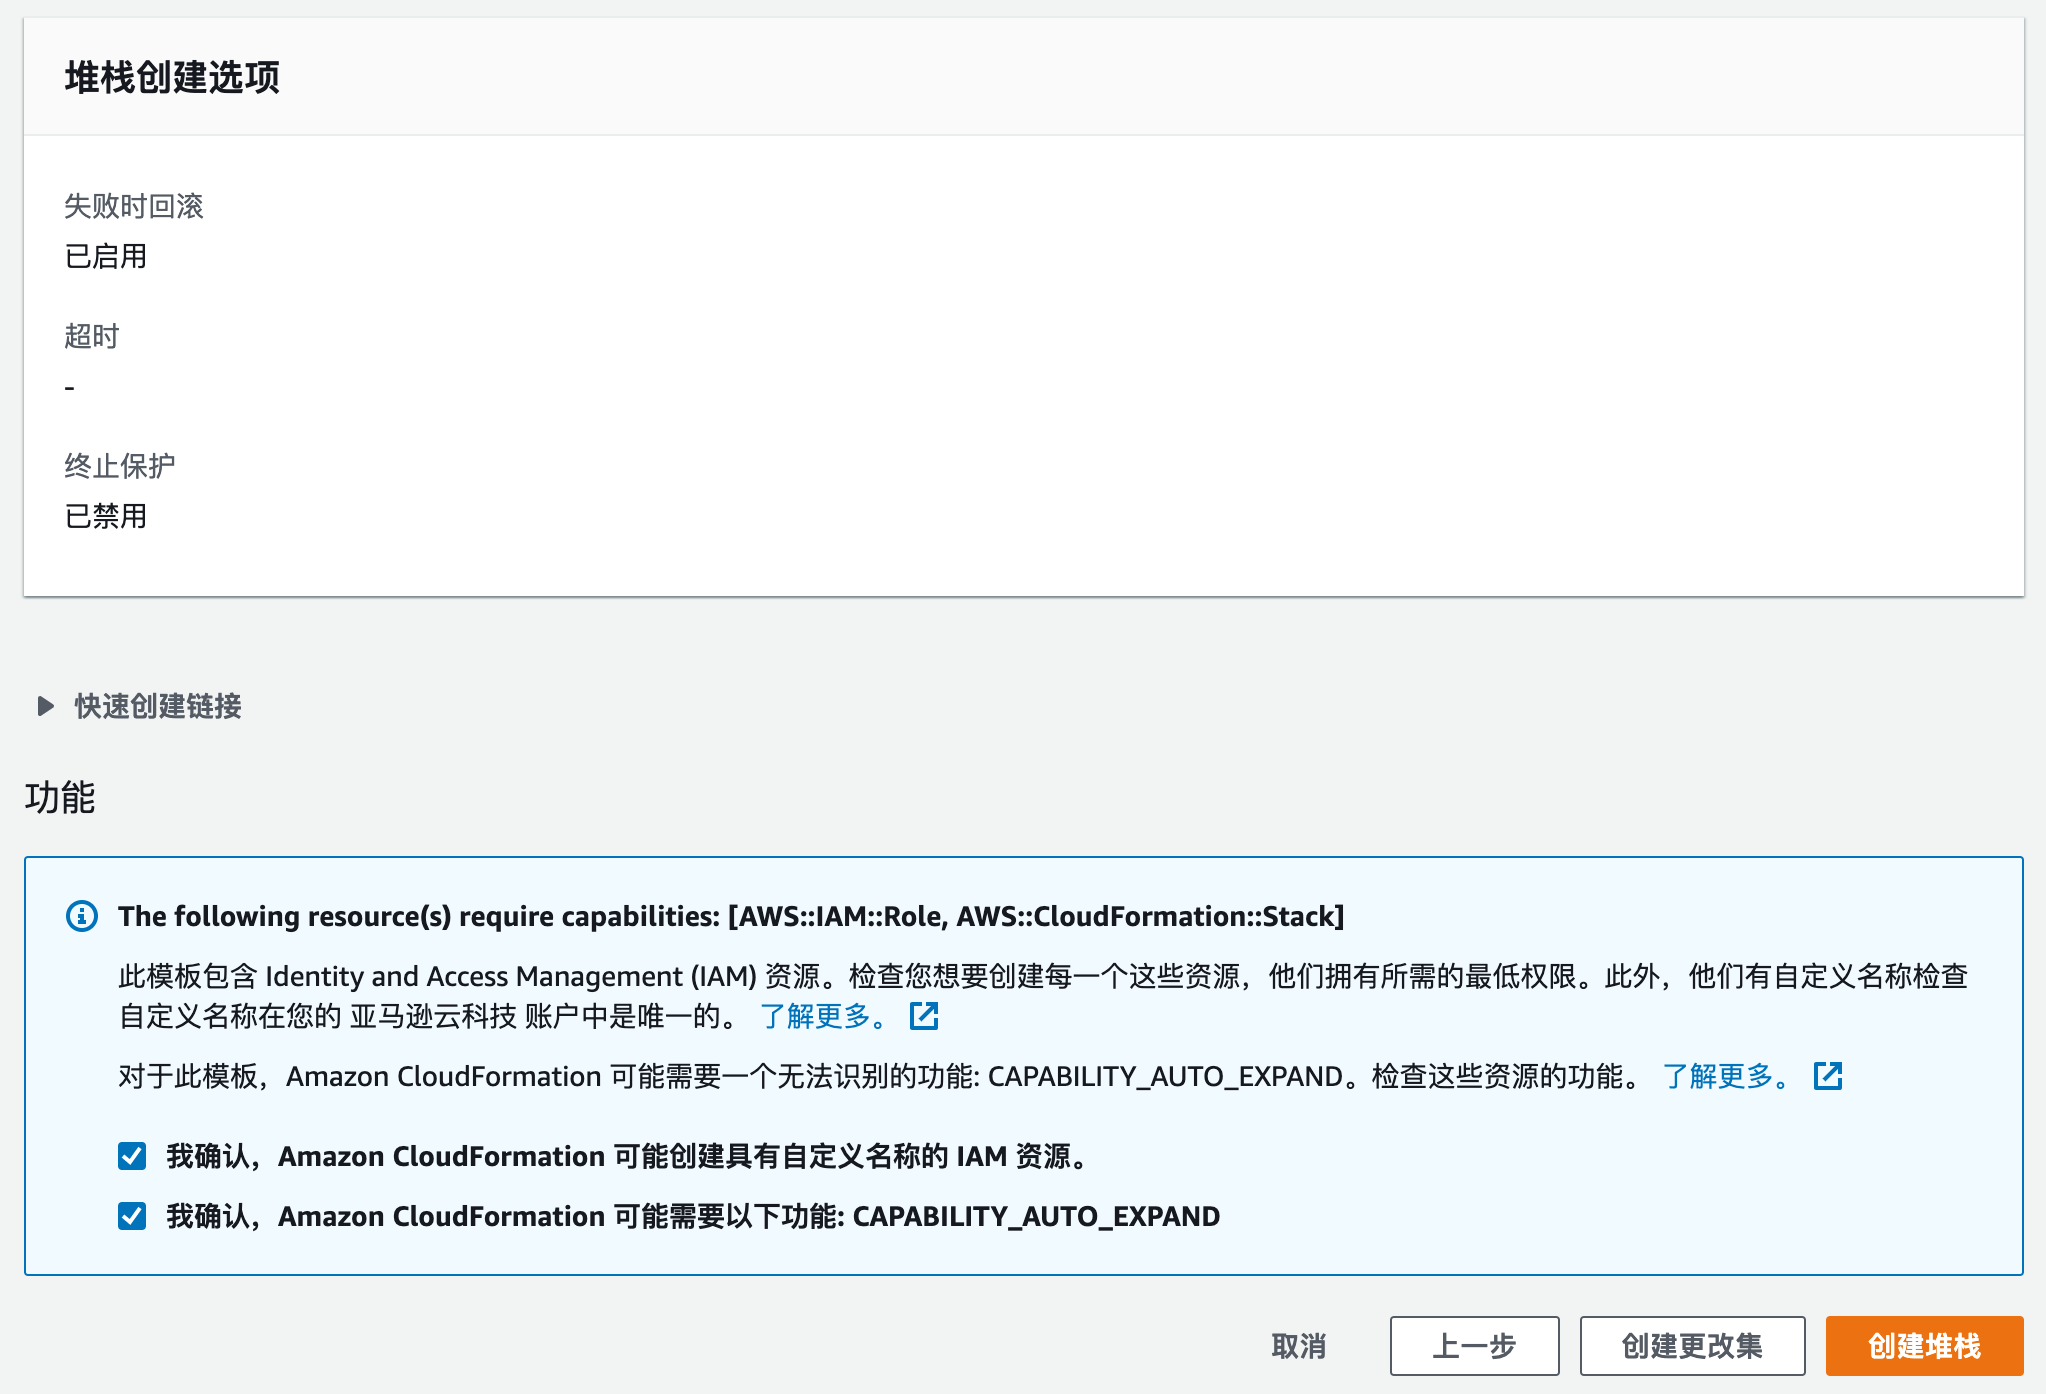 堆栈创建选项
失败时回滚
已启用
超时
-
终止保护
已禁用
快速创建链接
功能
The following resource(s) require capabilities: [AWS::IAM::Role, AWS::CloudFormation::Stack]
此模板包含 Identity and Access Management (IAM) 资源。检查您想要创建每一个这些资源，他们拥有所需的最低权限。此外，他们有自定义名称检查
自定义名称在您的 亚马逊云科技 账户中是唯一的。 了解更多。
对于此模板，Amazon CloudFormation 可能需要一个无法识别的功能: CAPABILITY_AUTO_EXPAND。检查这些资源的功能。 了解更多。
我确认，Amazon CloudFormation 可能创建具有自定义名称的 IAM 资源。
我确认，Amazon CloudFormation 可能需要以下功能: CAPABILITY_AUTO_EXPAND
取消 上一步 创建更改集 创建堆栈